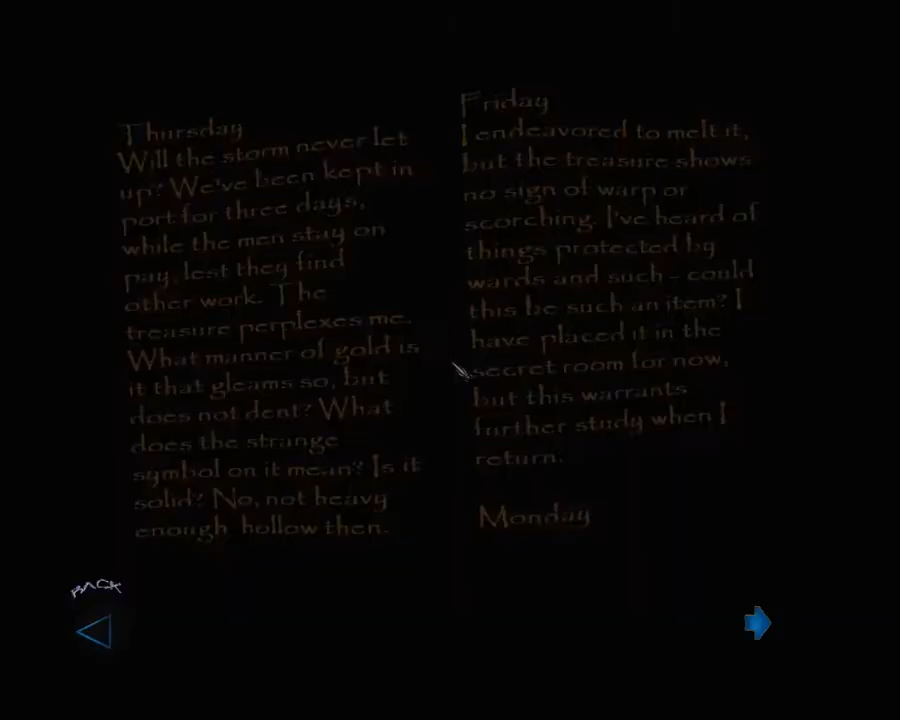 Thursday
Will the storm never let
up? We've been kept in
port for three days,
while the men stay on
pay, lest they find
other work. The
treasure perplexes me.
What manner of gold is
it that gleams so, but
does not dent? What
does the strange
symbol on it mean? Is it
solid? No, not heavy
enough hollow then.
Friday
I endeavored to melt it,
but the treasure shows
no sign of warp or
scorching. I've heard of
things protected by
wards and such - could
this be such an item? I
have placed it in the
secret room for now,
but this warrants
further study when I
return.
Monday
BACK